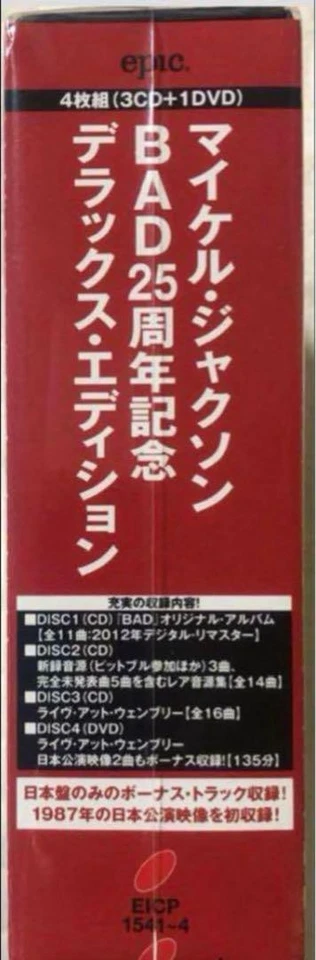 epic.
4枚組(3CD+1DVD)
マイケル・ジャクソン
BAD25周年記念
デラックス・エディション
充実の収録内容!
■DISC1(CD)『BAD』オリジナル・アルバム
【全11曲:2012年デジタル・リマスター】
■DISC2(CD)
新録音源(ピットブル参加ほか)3曲、
完全未発表曲5曲を含むレア音源集【全14曲】
■DISC3(CD)
ライヴ・アット・ウェンブリー【全16曲】
■DISC4(DVD)
ライヴ・アット・ウェンブリー
日本公演映像2曲もボーナス収録!【135分】
日本盤のみのボーナス・トラック収録!
1987年の日本公演映像を初収録!
EICP
1541~4